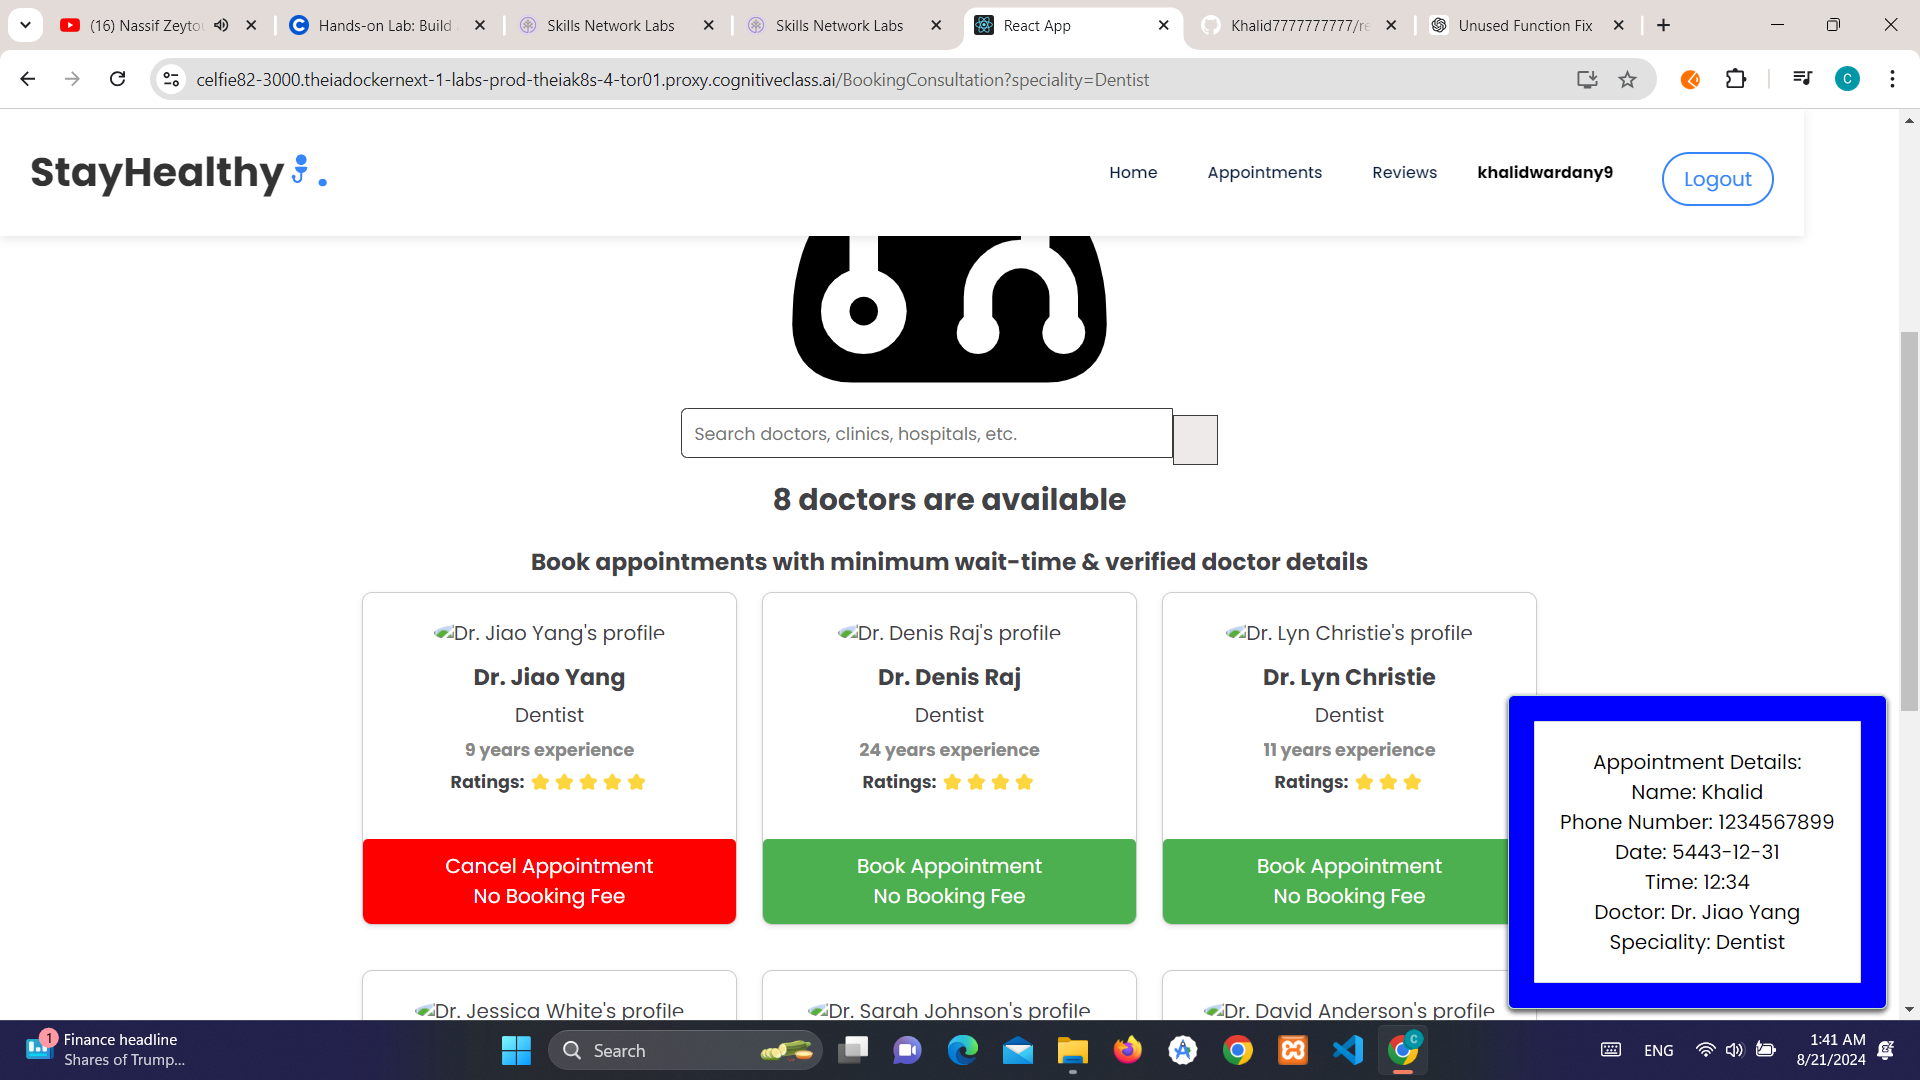 (16) Nassif Zeyto
Hands-on Lab: Build
Skills Network Labs
Skills Network Labs
React App
Khalid7777777777/re
Unused Function Fix
celfie82-3000.theiadockernext-1-labs-prod-theiak8s-4-tor01.proxy.cognitiveclass.ai/BookingConsultation?speciality=Dentist
C
StayHealthy.
Home
Appointments
Reviews
khalidwardany9
Logout
Search doctors, clinics, hospitals, etc.
8 doctors are available
Book appointments with minimum wait-time & verified doctor details
Dr. Jiao Yang's profile
Dr. Jiao Yang
Dentist
9 years experience
Ratings:
Cancel Appointment
No Booking Fee
Dr. Denis Raj's profile
Dr. Denis Raj
Dentist
24 years experience
Ratings:
Book Appointment
No Booking Fee
Dr. Lyn Christie's profile
Dr. Lyn Christie
Dentist
11 years experience
Ratings:
Book Appointment
No Booking Fee
Appointment Details:
Name: Khalid
Phone Number: 1234567899
Date: 5443-12-31
Time: 12:34
Doctor: Dr. Jiao Yang
Speciality: Dentist
Dr. Jessica White's profile
Dr. Sarah Johnson's profile
Dr. David Anderson's profile
1
Finance headline
Shares of Trump...
Search
C
ENG
1:41 AM
8/21/2024